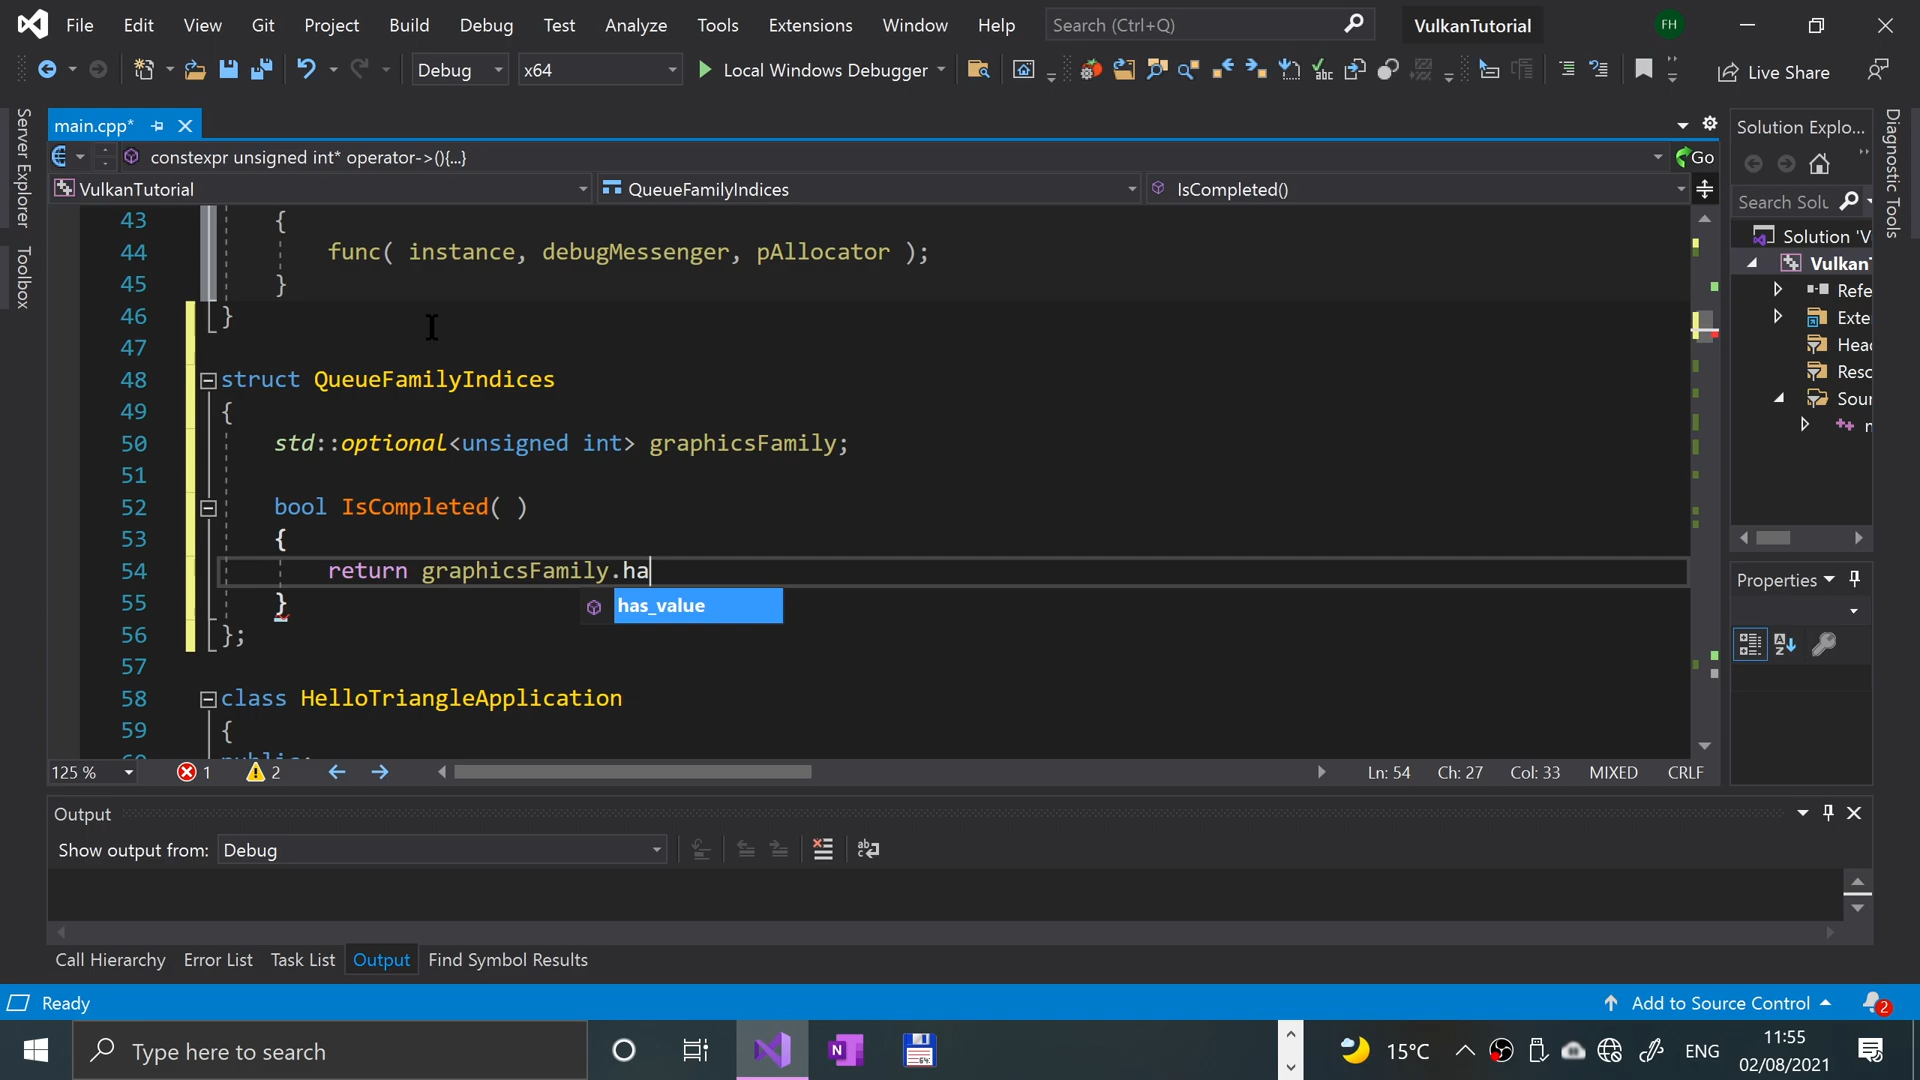 File Edit View Git Project Build Debug Test Analyze Tools Extensions Window Help Search (Ctrl+Q) VulkanTutorial FH
Debug x64 Local Windows Debugger Live Share
main.cpp*
constexpr unsigned int* operator->(){...} Go
VulkanTutorial QueueFamilyIndices IsCompleted()
43 {
44 func( instance, debugMessenger, pAllocator );
45 }
46 }
47
48 struct QueueFamilyIndices
49 {
50 std::optional<unsigned int> graphicsFamily;
51
52 bool IsCompleted( )
53 {
54 return graphicsFamily.ha
has_value
55 }
56 };
57
58 class HelloTriangleApplication
59 {
125 % 1 2 Ln: 54 Ch: 27 Col: 33 MIXED CRLF
Server Explorer
Toolbox
Solution Explo...
Search Solu
Solution 'V
VulkanT
Refe
Exte
Head
Reso
Sour
Properties
Diagnostic Tools
Output
Show output from: Debug
Call Hierarchy Error List Task List Output Find Symbol Results
Ready Add to Source Control 2
Type here to search 15°C ENG 11:55
02/08/2021